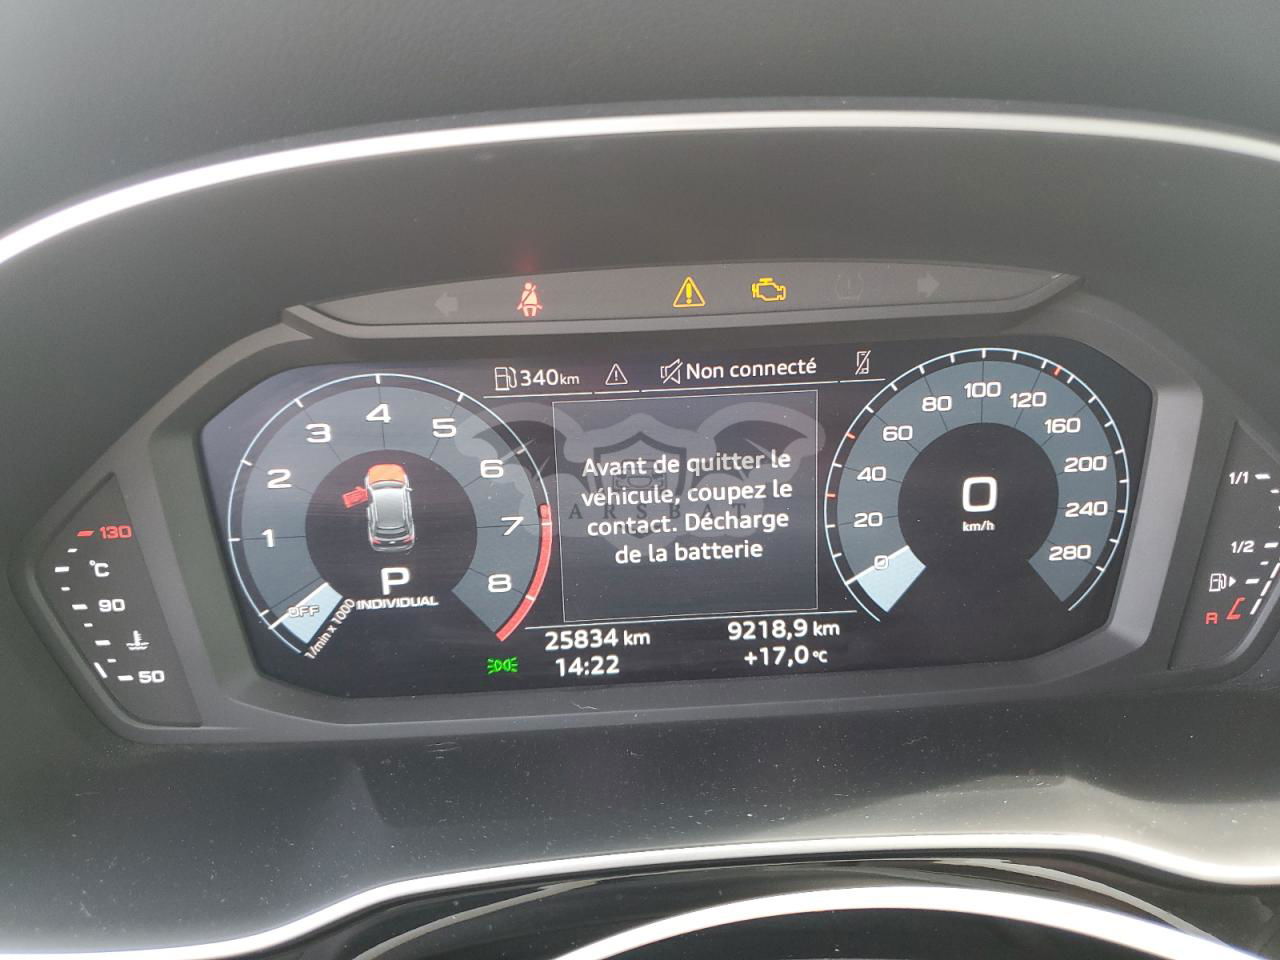 340km
Non connecté
4
3
5
2
6
1
7
8
OFF
1/min x 1000
P
INDIVIDUAL
Avant de quitter le
véhicule, coupez le
contact. Décharge
de la batterie
CARSBAT
80
100
120
60
160
40
200
20
240
0
280
0
km/h
25834 km
9218,9 km
14:22
+17,0 °C
130
°C
90
50
1/1
1/2
R